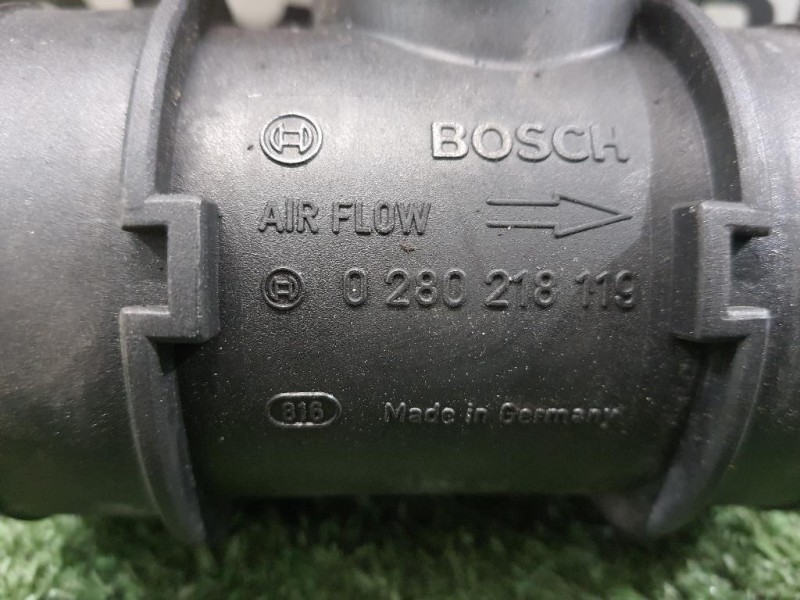 BOSCH
AIR FLOW
0 280 218 119
816 Made in Germany